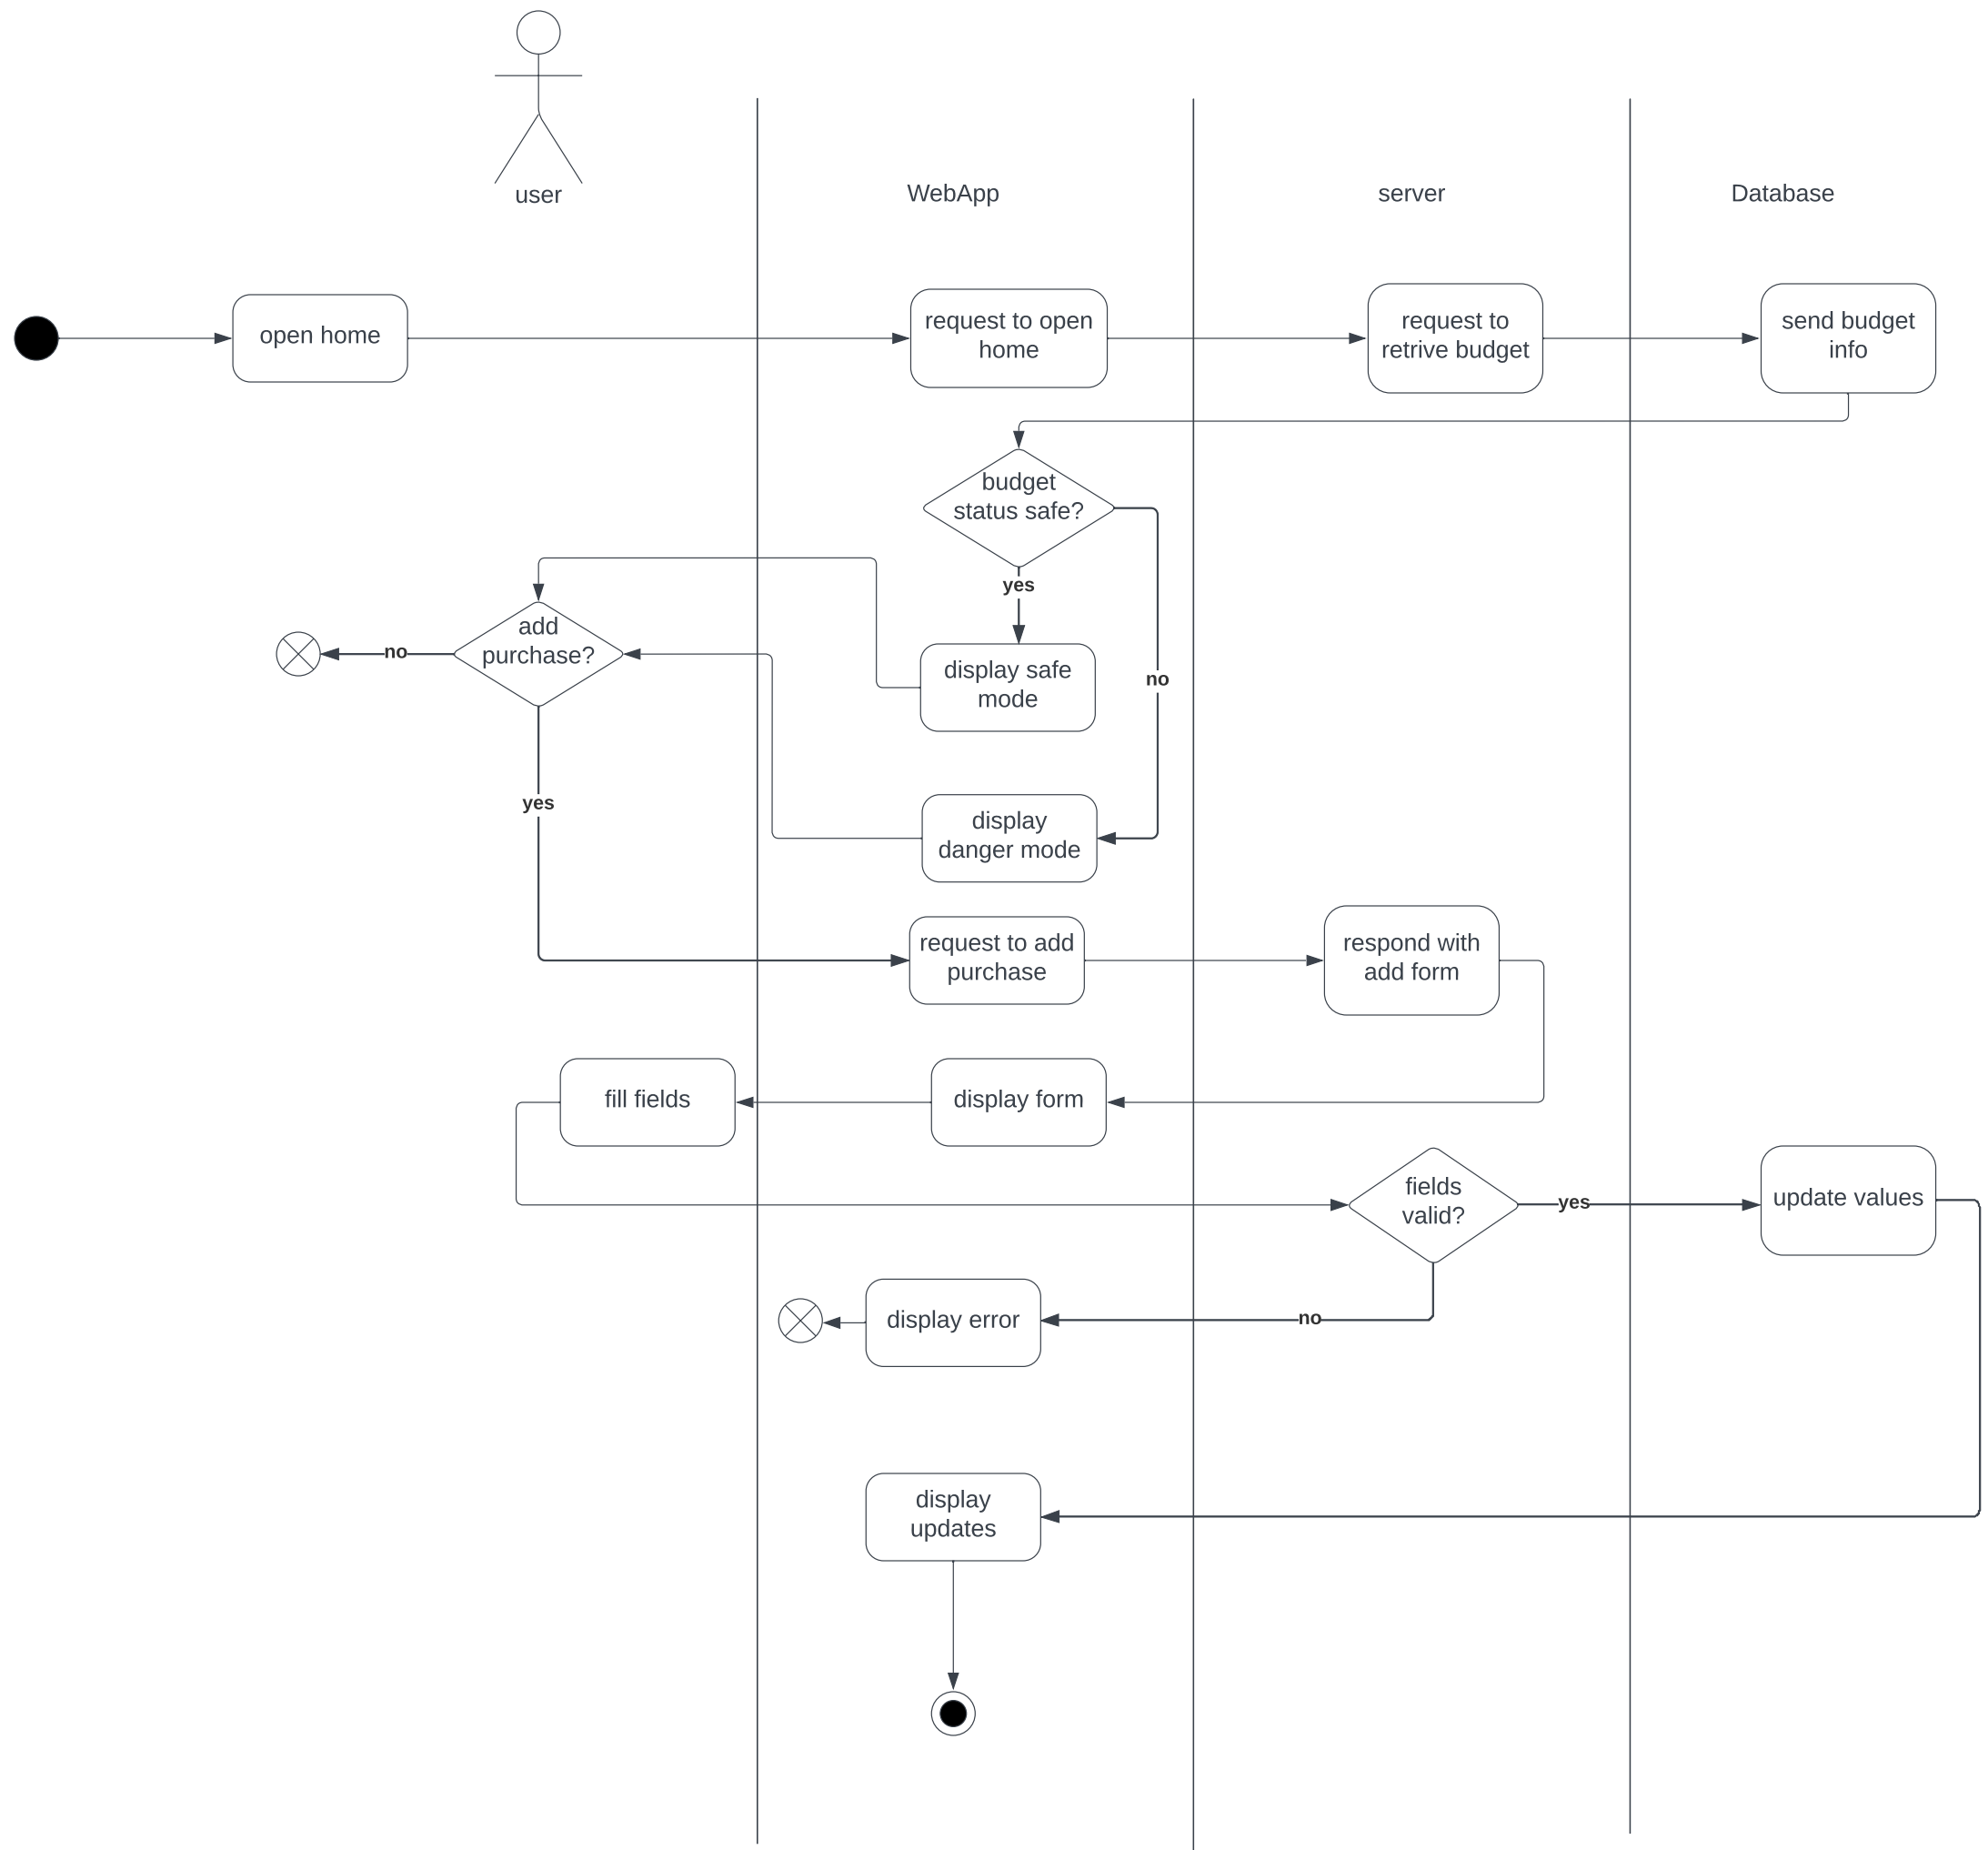 user
WebApp
server
Database
open home
request to open
home
request to
retrive budget
send budget
info
budget
status safe?
yes
no
add
purchase?
no
yes
display safe
mode
display
danger mode
request to add
purchase
respond with
add form
fill fields
display form
fields
valid?
yes
update values
no
display error
display
updates